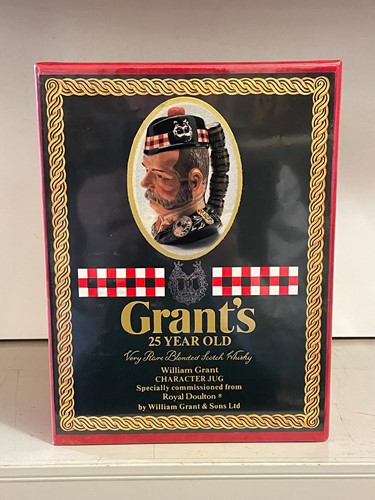 Grant's
25 YEAR OLD
Very Rare Blended Scotch Whisky
William Grant
CHARACTER JUG
Specially commissioned from
Royal Doulton ®
by William Grant & Sons Ltd